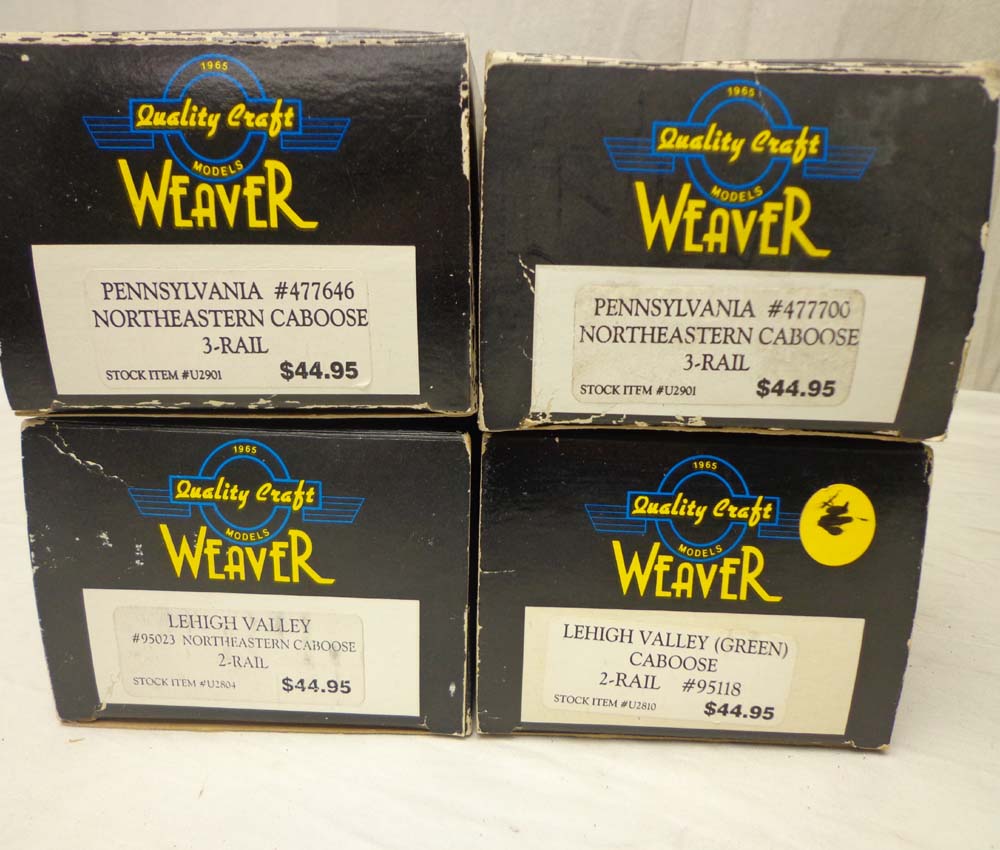 1965
Quality Craft
MODELS
WEAVER
PENNSYLVANIA #477646
NORTHEASTERN CABOOSE
3-RAIL
STOCK ITEM #U2901 $44.95
1965
Quality Craft
MODELS
WEAVER
PENNSYLVANIA #477700
NORTHEASTERN CABOOSE
3-RAIL
STOCK ITEM #U2901 $44.95
1965
Quality Craft
MODELS
WEAVER
LEHIGH VALLEY
#95023 NORTHEASTERN CABOOSE
2-RAIL
STOCK ITEM #U2804 $44.95
1965
Quality Craft
MODELS
WEAVER
LEHIGH VALLEY (GREEN)
CABOOSE
2-RAIL #95118
STOCK ITEM #U2810 $44.95